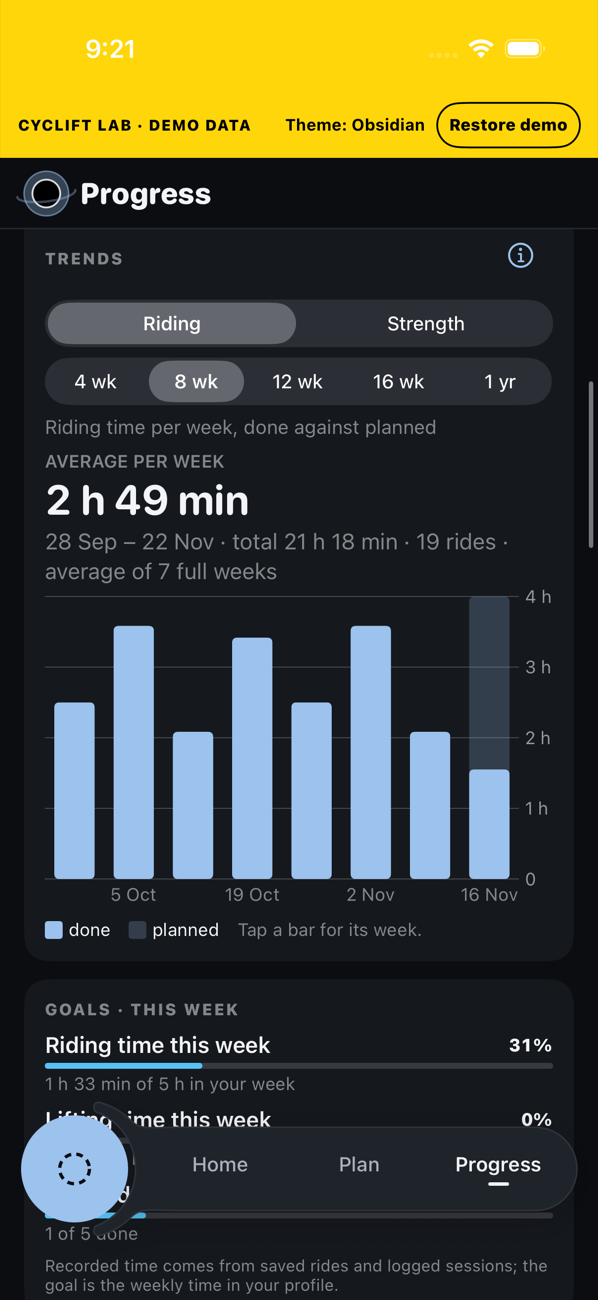 9:21
CYCLIFT LAB · DEMO DATA
Theme: Obsidian
Restore demo
Progress
TRENDS
Riding
Strength
4 wk
8 wk
12 wk
16 wk
1 yr
Riding time per week, done against planned
AVERAGE PER WEEK
2 h 49 min
28 Sep – 22 Nov · total 21 h 18 min · 19 rides ·
average of 7 full weeks
4 h
3 h
2 h
1 h
0
5 Oct
19 Oct
2 Nov
16 Nov
done
planned
Tap a bar for its week.
GOALS · THIS WEEK
Riding time this week
31%
1 h 33 min of 5 h in your week
Lifting time this week
0%
Home
Plan
Progress
1 of 5 done
Recorded time comes from saved rides and logged sessions; the
goal is the weekly time in your profile.